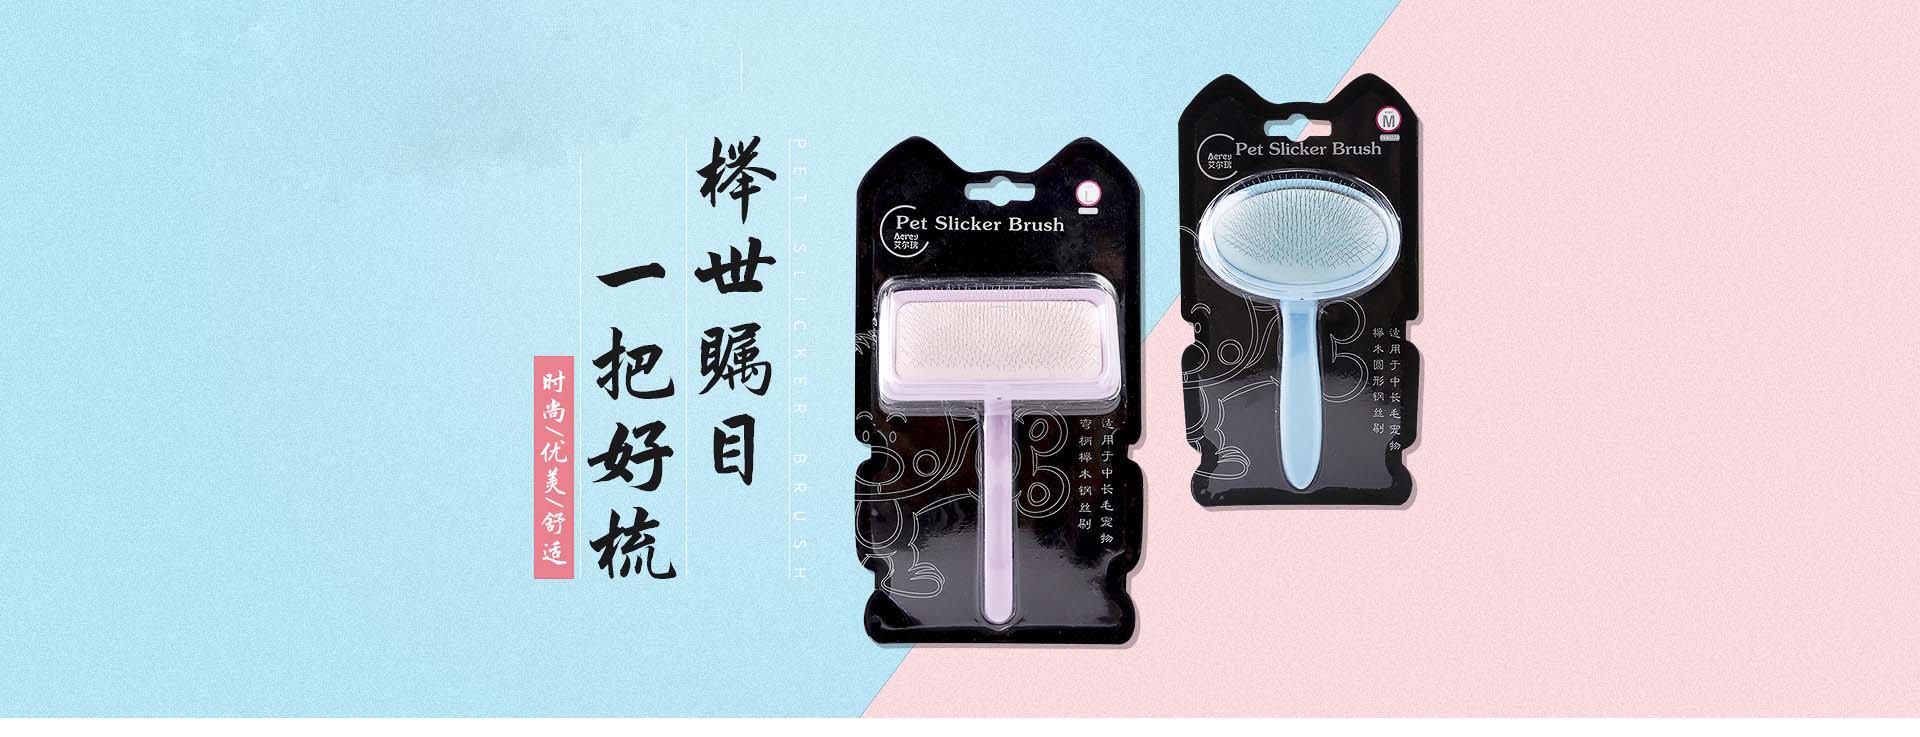 榉世瞩目
一把好梳
时尚/优美/舒适
PET SLICKER BRUSH
Pet Slicker Brush
Aerey
艾尔瑞
L
适用于中长毛宠物
弯柄榉木钢丝刷
Pet Slicker Brush
Aerey
艾尔瑞
M
适用于中长毛宠物
榉木圆形钢丝刷